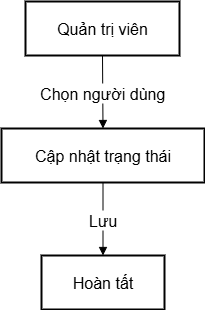 Quản trị viên
Chọn người dùng
Cập nhật trạng thái
Lưu
Hoàn tất